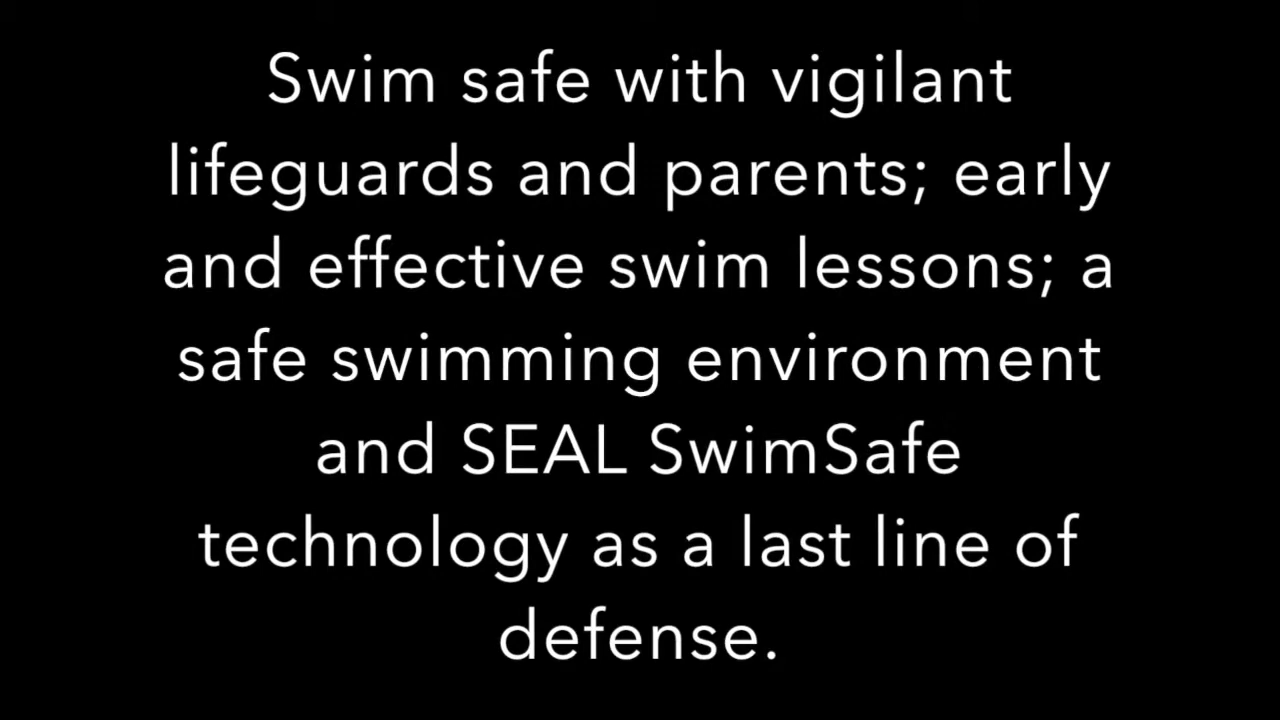 Swim safe with vigilant
lifeguards and parents; early
and effective swim lessons; a
safe swimming environment
and SEAL SwimSafe
technology as a last line of
defense.